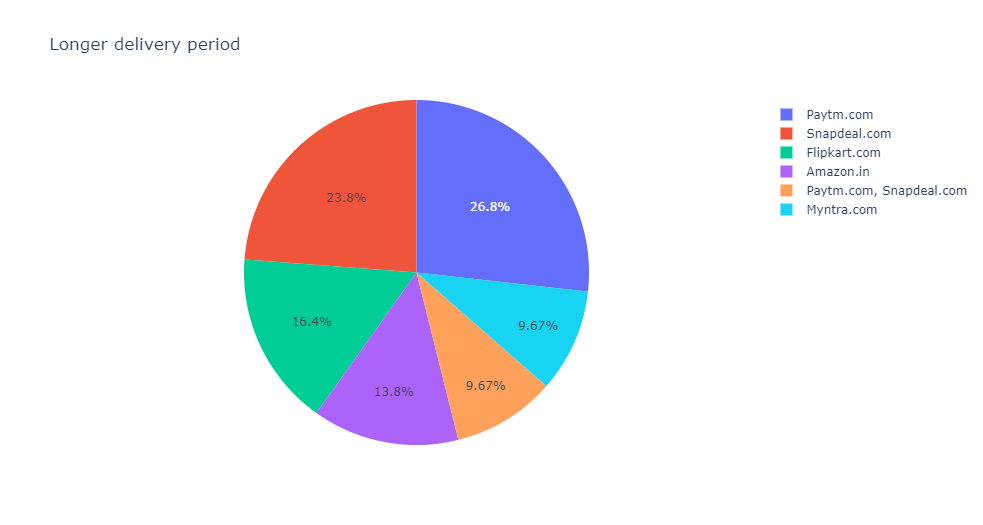 Longer delivery period
Paytm.com
Snapdeal.com
Flipkart.com
Amazon.in
Paytm.com, Snapdeal.com
Myntra.com
23.8%
26.8%
16.4%
9.67%
13.8%
9.67%